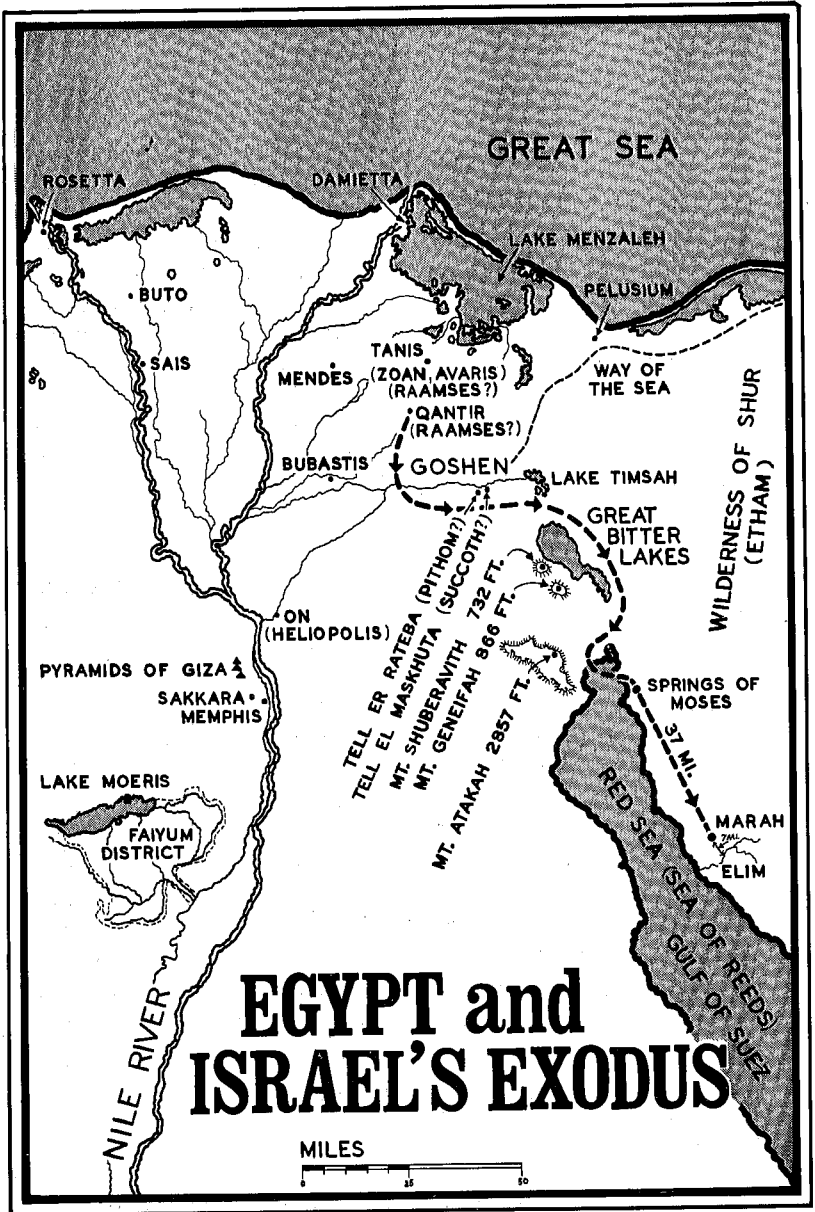 GREAT SEA
ROSETTA
DAMIETTA
LAKE MENZALEH
BUTO
PELUSIUM
SAIS
MENDES
TANIS
(ZOAN, AVARIS)
(RAAMSES?)
WAY OF
THE SEA
QANTIR
(RAAMSES?)
BUBASTIS
GOSHEN
LAKE TIMSAH
GREAT
BITTER
LAKES
WILDERNESS OF SHUR
(ETHAM)
ON
(HELIOPOLIS)
TELL ER RATEBA (PITHOM?)
TELL EL MASKHUTA (SUCCOTH?)
MT. SHUBERAVITH 732 FT.
MT. GENEIFAH 866 FT.
MT. ATAKAH 2857 FT.
PYRAMIDS OF GIZA
SAKKARA
MEMPHIS
SPRINGS OF
MOSES
37 MI.
LAKE MOERIS
FAIYUM
DISTRICT
MARAH
7 MI.
ELIM
RED SEA (SEA OF REEDS)
GULF OF SUEZ
NILE RIVER
EGYPT and
ISRAEL'S EXODUS
MILES
0 25 50